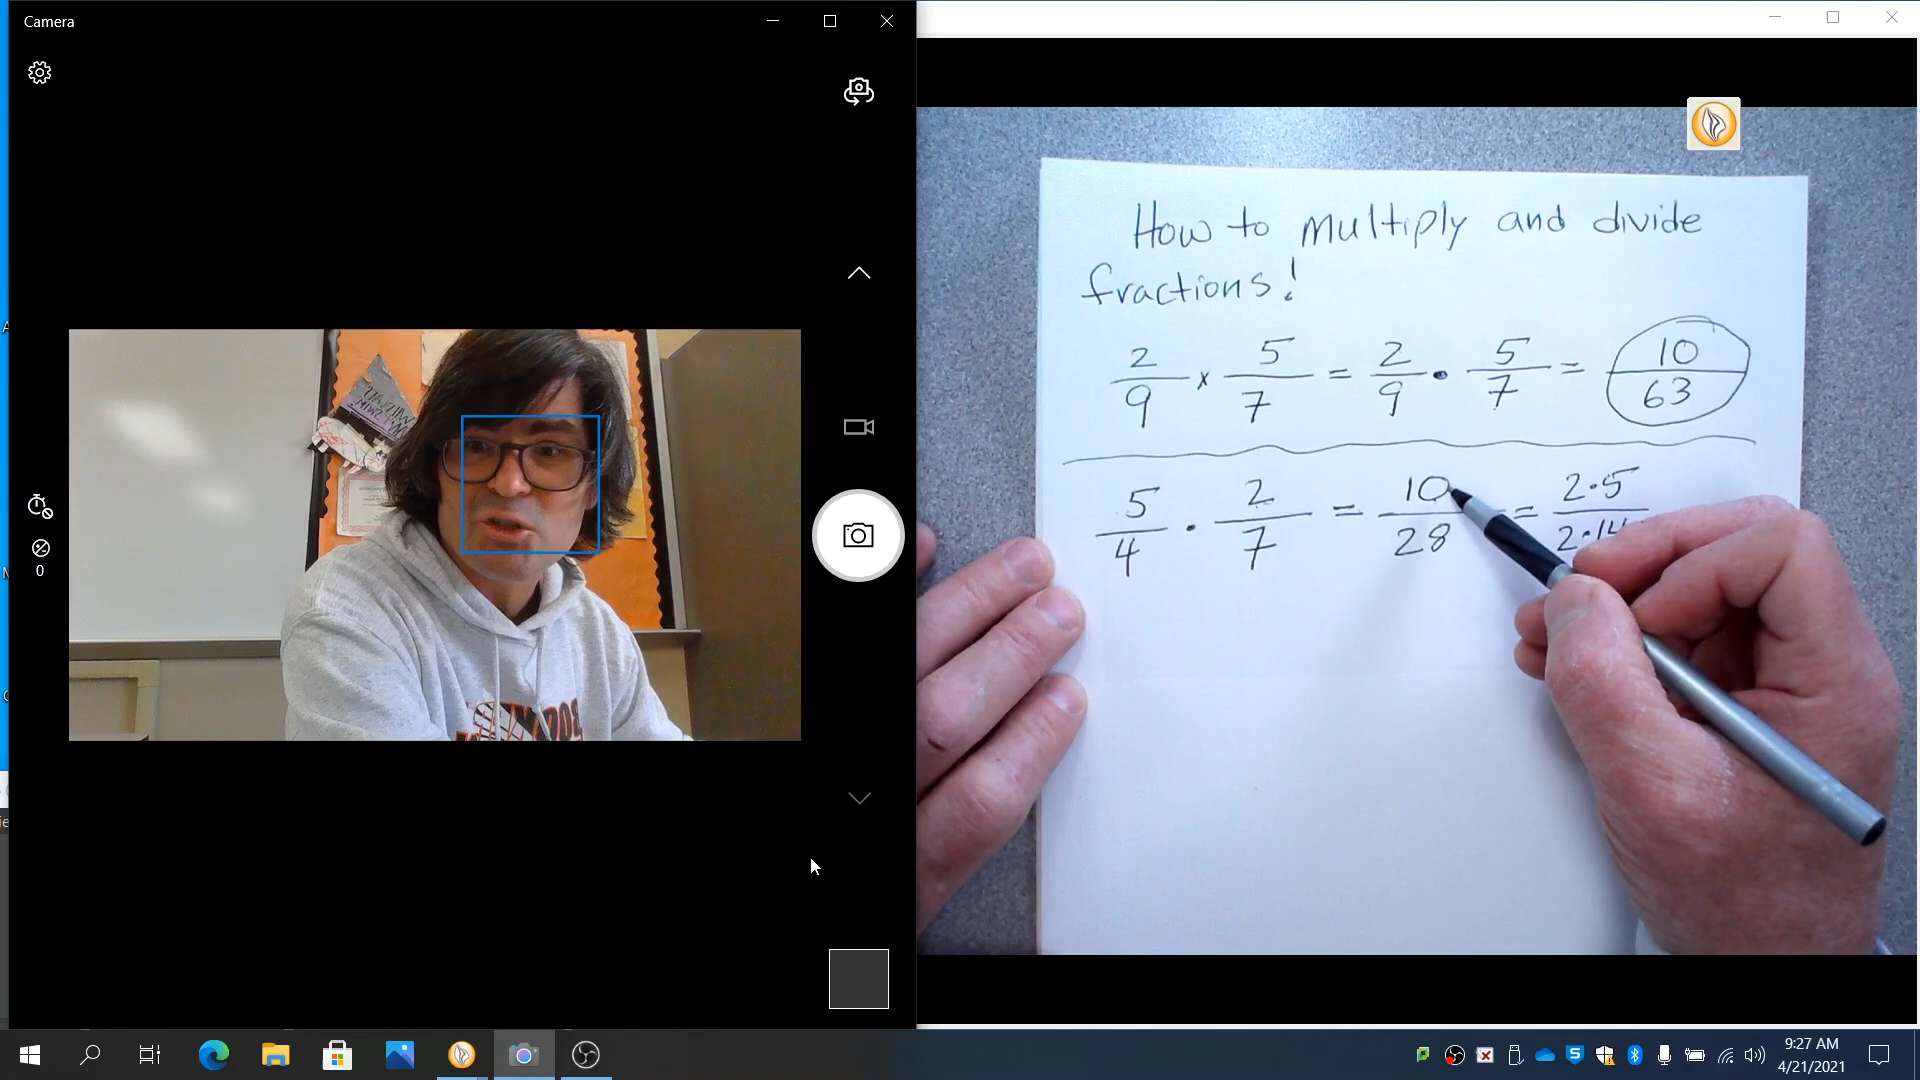 Camera
0
How to multiply and divide
fractions!
2/9 x 5/7 = 2/9 • 5/7 = 10/63
5/4 • 2/7 = 10/28 = 2•5/2•14
9:27 AM
4/21/2021